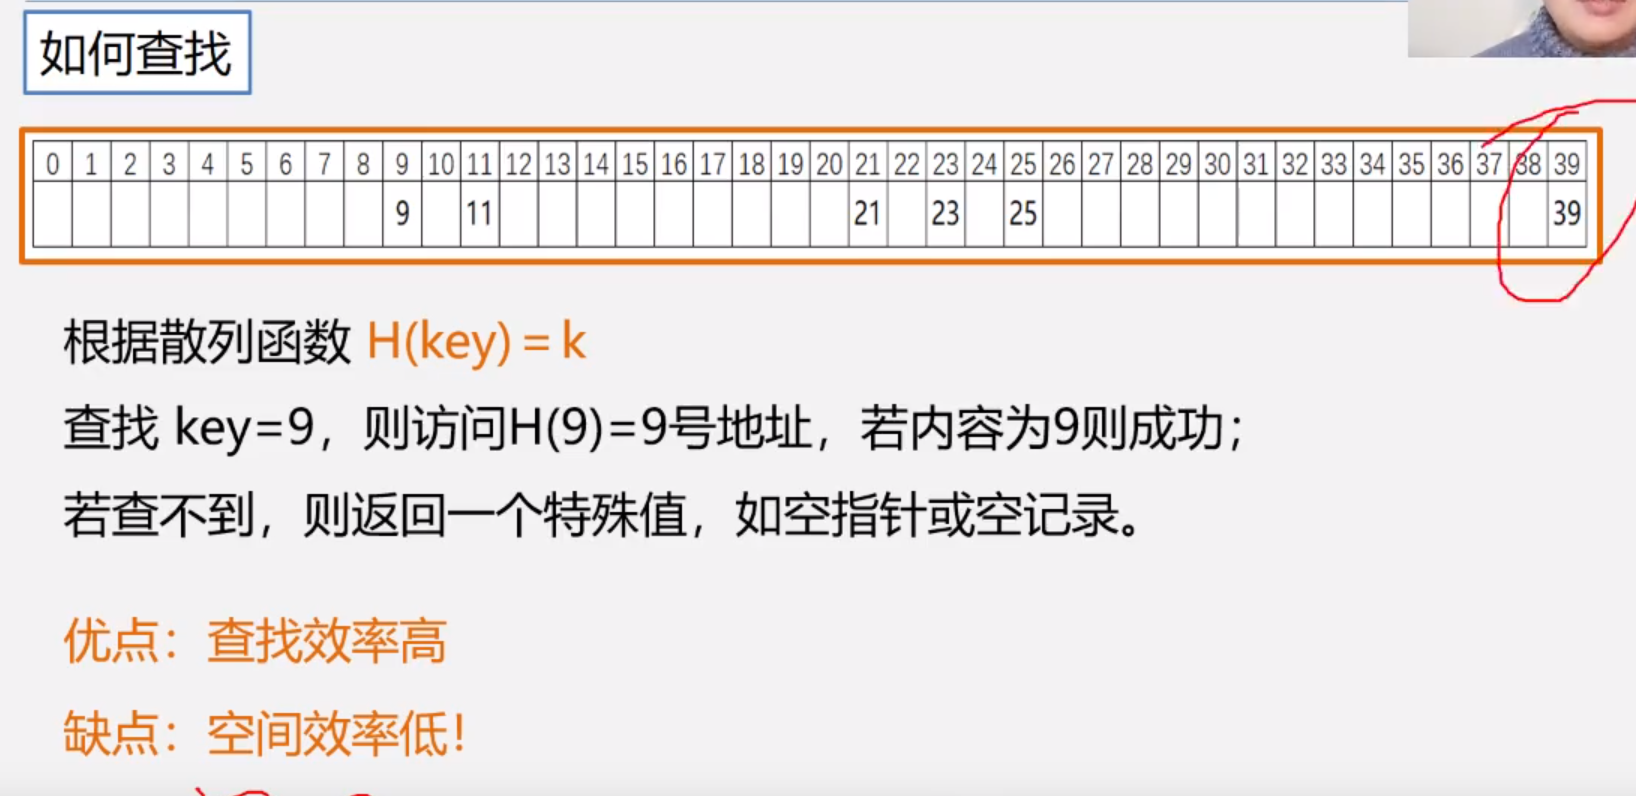 如何查找
0 1 2 3 4 5 6 7 8 9 10 11 12 13 14 15 16 17 18 19 20 21 22 23 24 25 26 27 28 29 30 31 32 33 34 35 36 37 38 39
9 11 21 23 25 39
根据散列函数 H(key) = k
查找 key=9，则访问H(9)=9号地址，若内容为9则成功；
若查不到，则返回一个特殊值，如空指针或空记录。
优点：查找效率高
缺点：空间效率低！